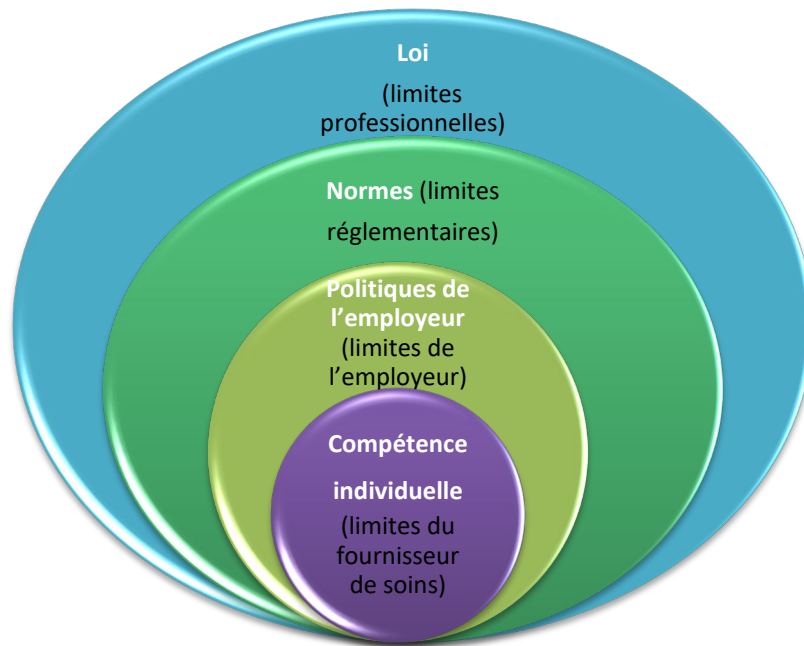 Loi
(limites
professionnelles)
Normes (limites
réglementaires)
Politiques de
l’employeur
(limites de
l’employeur)
Compétence
individuelle
(limites du
fournisseur
de soins)